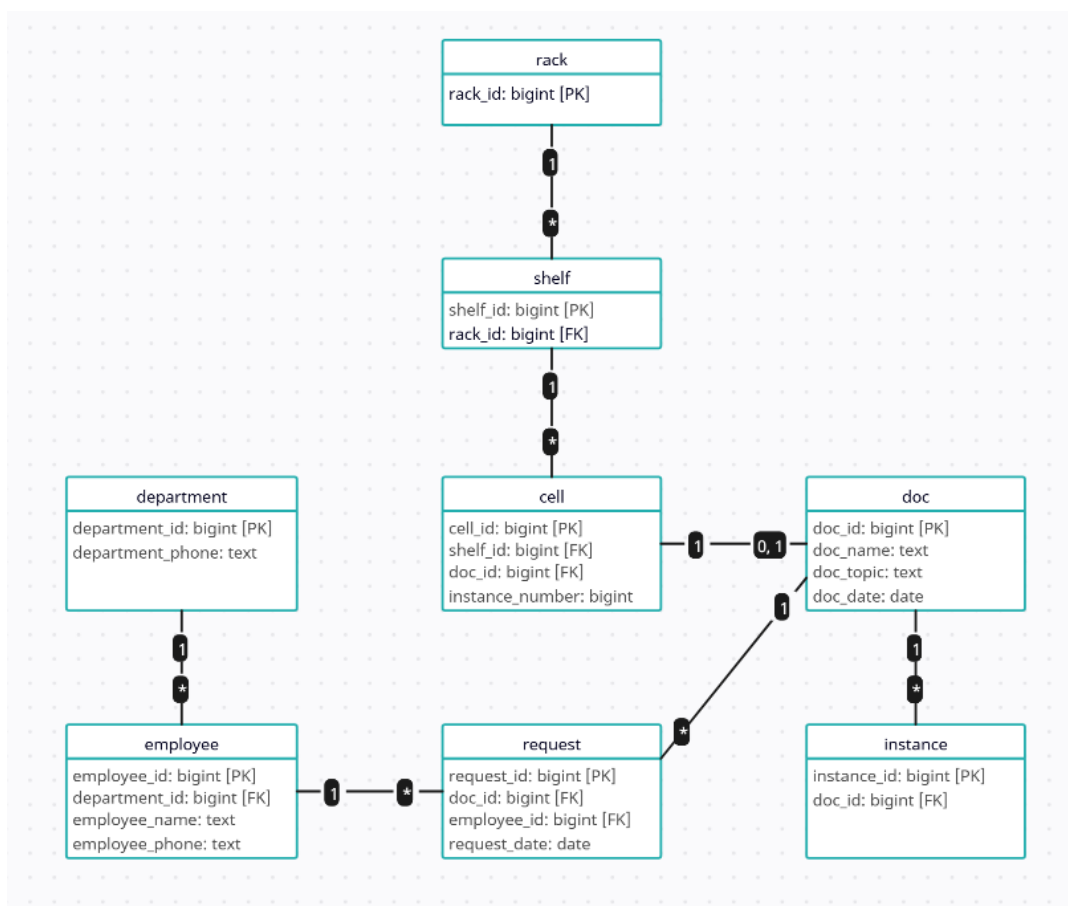 rack
rack_id: bigint [PK]
1
*
shelf
shelf_id: bigint [PK]
rack_id: bigint [FK]
1
*
department
department_id: bigint [PK]
department_phone: text
cell
cell_id: bigint [PK]
shelf_id: bigint [FK]
doc_id: bigint [FK]
instance_number: bigint
1
0, 1
doc
doc_id: bigint [PK]
doc_name: text
doc_topic: text
doc_date: date
1
*
1
*
1
*
employee
employee_id: bigint [PK]
department_id: bigint [FK]
employee_name: text
employee_phone: text
1
*
request
request_id: bigint [PK]
doc_id: bigint [FK]
employee_id: bigint [FK]
request_date: date
instance
instance_id: bigint [PK]
doc_id: bigint [FK]